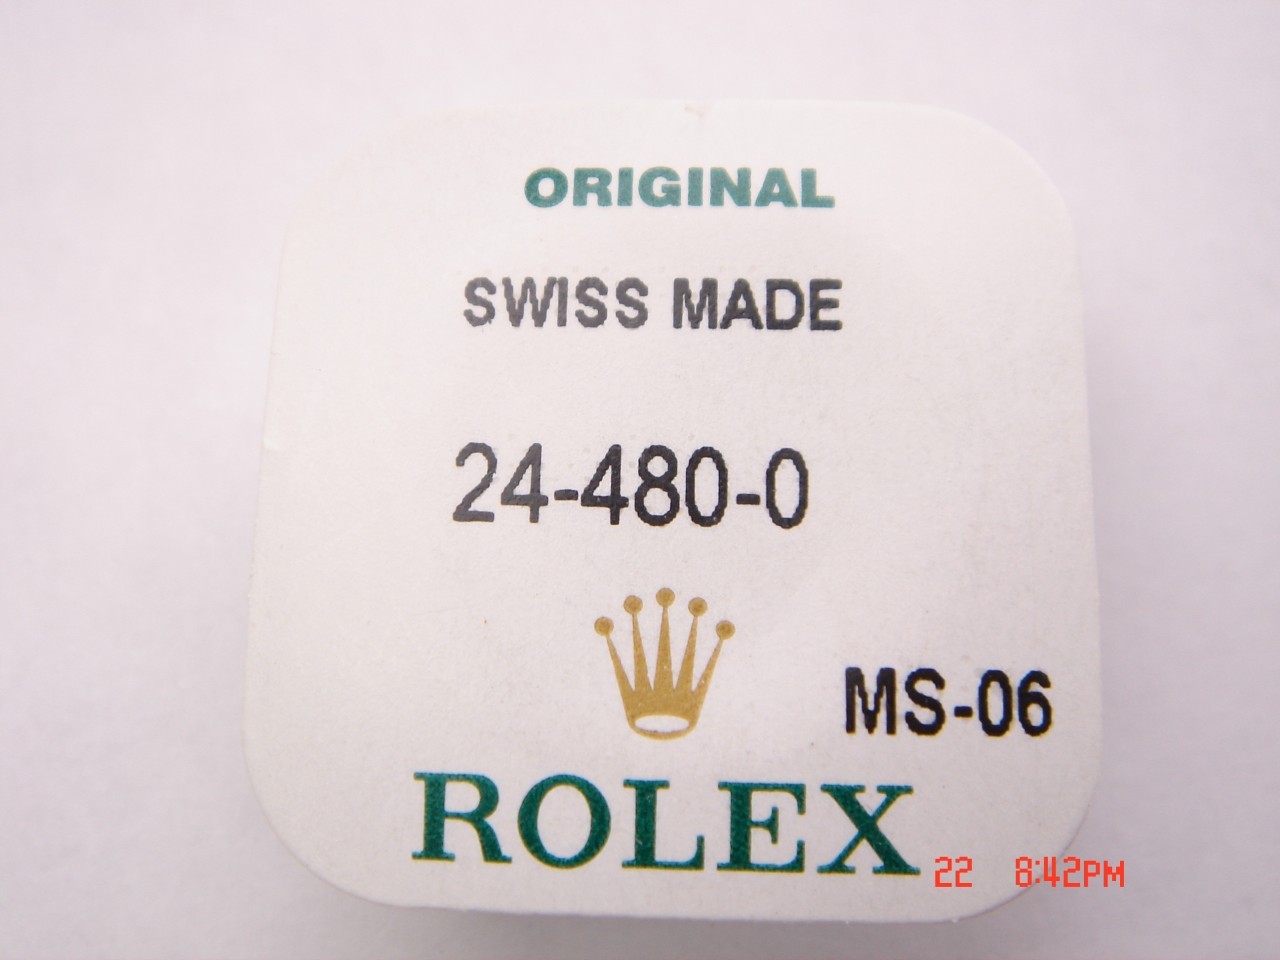 ORIGINAL
SWISS MADE
24-480-0
MS-06
ROLEX
22 8:42PM